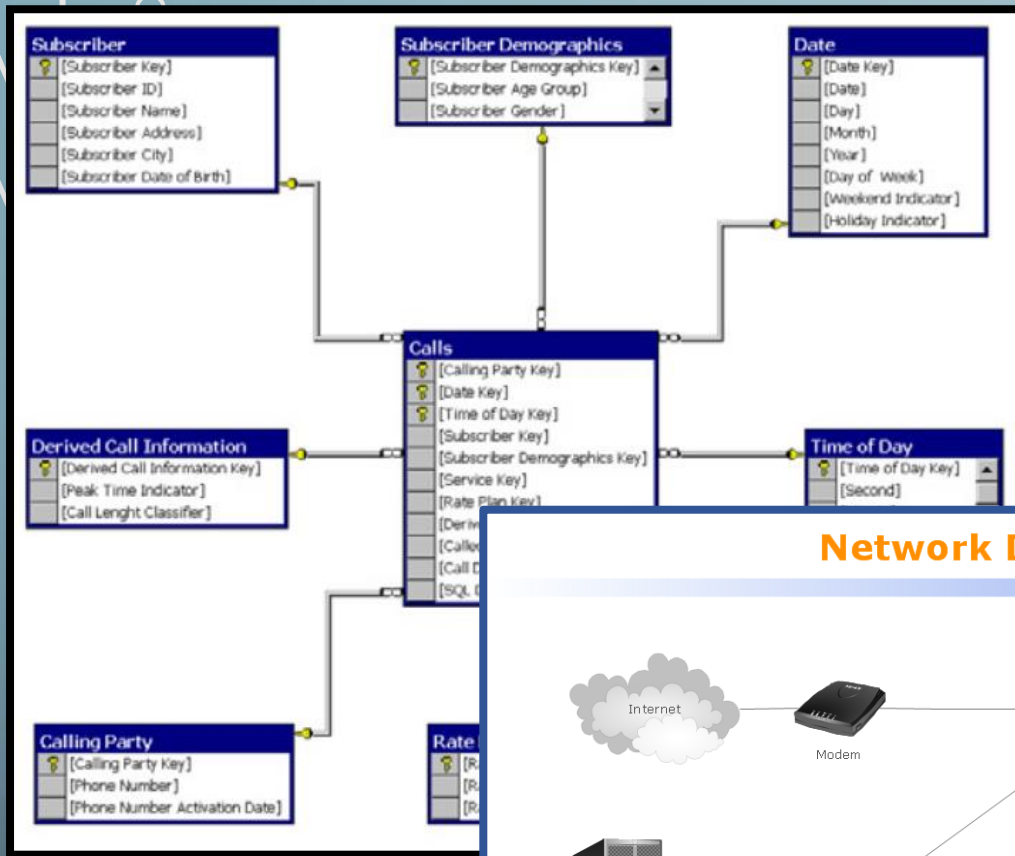 Subscriber
[Subscriber Key]
[Subscriber ID]
[Subscriber Name]
[Subscriber Address]
[Subscriber City]
[Subscriber Date of Birth]
Subscriber Demographics
[Subscriber Demographics Key]
[Subscriber Age Group]
[Subscriber Gender]
Date
[Date Key]
[Date]
[Day]
[Month]
[Year]
[Day of Week]
[Weekend Indicator]
[Holiday Indicator]
Calls
[Calling Party Key]
[Date Key]
[Time of Day Key]
[Subscriber Key]
[Subscriber Demographics Key]
[Service Key]
[Rate Plan Key]
[Call
[SQL
Derived Call Information
[Derived Call Information Key]
[Peak Time Indicator]
[Call Lenght Classifier]
Time of Day
[Time of Day Key]
[Second]
Calling Party
[Calling Party Key]
[Phone Number]
[Phone Number Activation Date]
Rate
Network
Internet
Modem